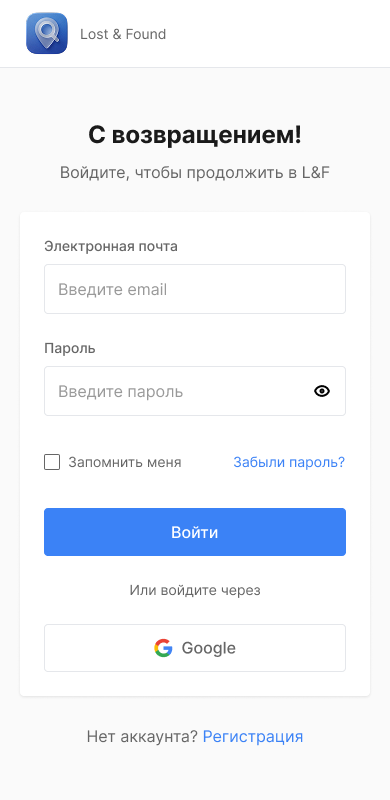 Lost & Found
С возвращением!
Войдите, чтобы продолжить в L&F
Электронная почта
Введите email
Пароль
Введите пароль
Запомнить меня
Забыли пароль?
Войти
Или войдите через
Google
Нет аккаунта? Регистрация